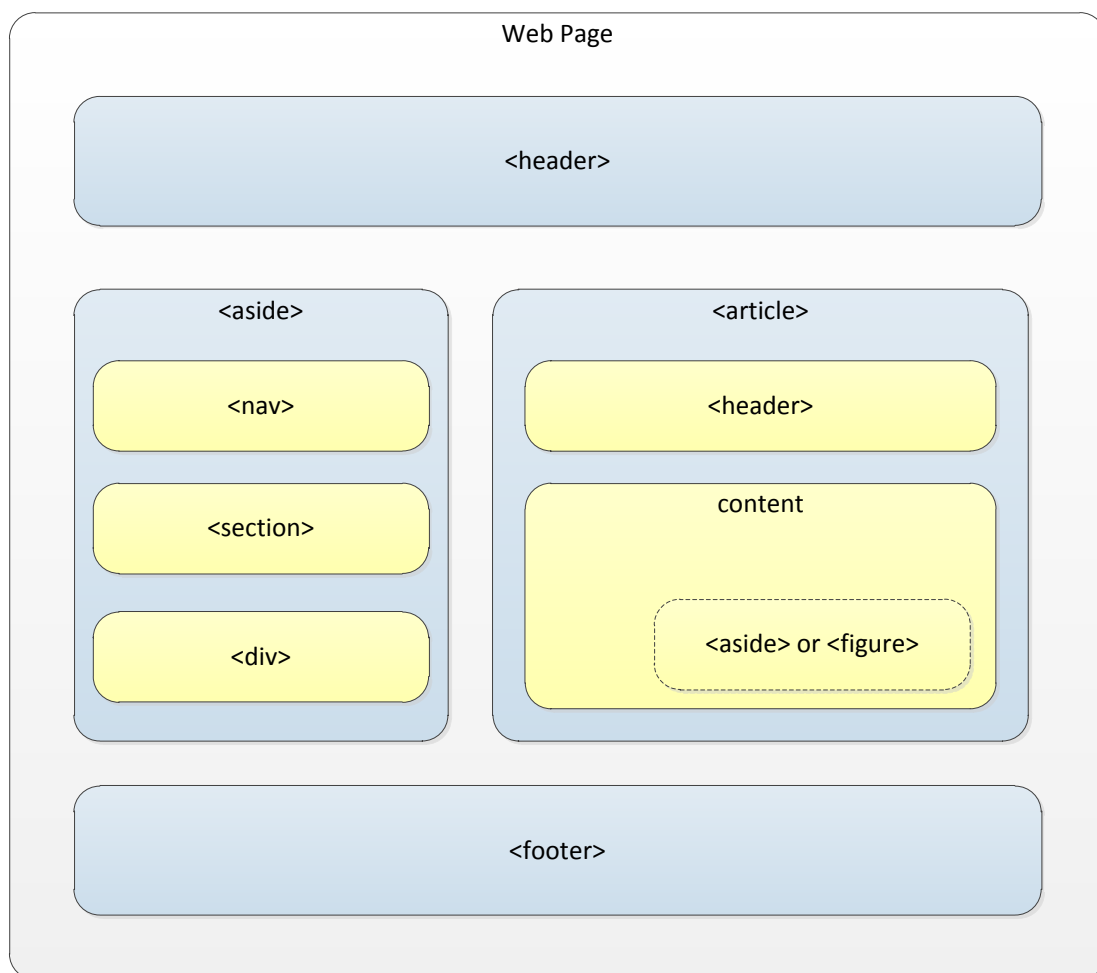 Web Page
<header>
<aside>
<nav>
<section>
<div>
<article>
<header>
content
<aside> or <figure>
<footer>